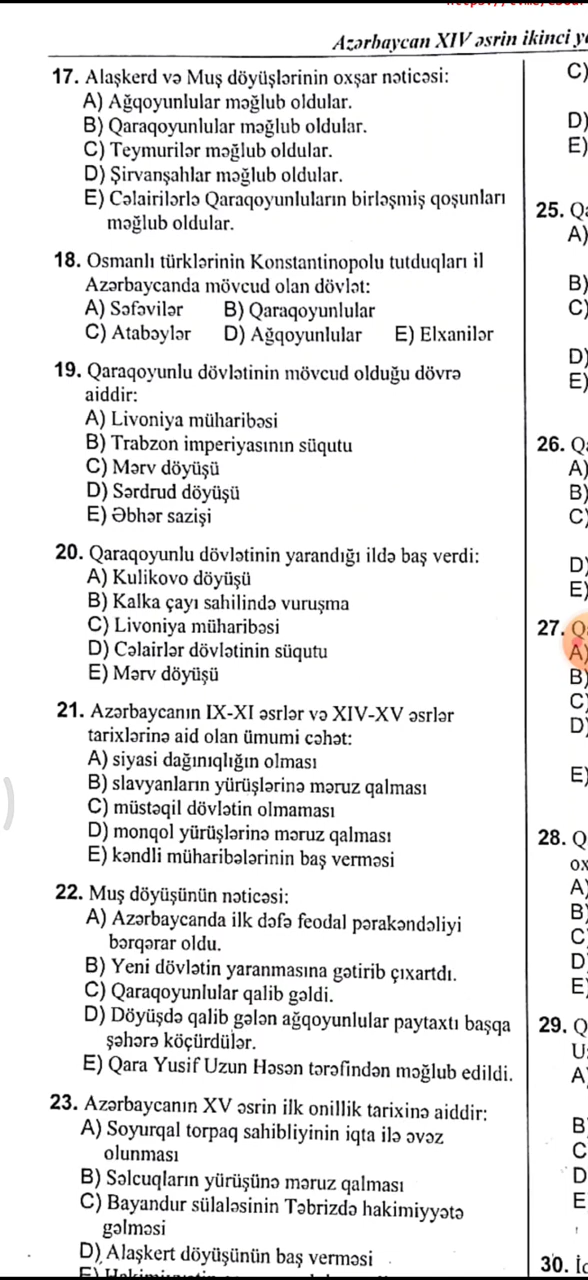 Azərbaycan XIV əsrin ikinci
17. Alaşkerd və Muş döyüşlərinin oxşar nəticəsi:
A) Ağqoyunlular məğlub oldular.
B) Qaraqoyunlular məğlub oldular.
C) Teymurilər məğlub oldular.
D) Şirvanşahlar məğlub oldular.
E) Cəlairilərlə Qaraqoyunluların birləşmiş qoşunları
məğlub oldular.
18. Osmanlı türklərinin Konstantinopolu tutduqları il
Azərbaycanda mövcud olan dövlət:
A) Səfəvilər B) Qaraqoyunlular
C) Atabəylər D) Ağqoyunlular E) Elxanilər
19. Qaraqoyunlu dövlətinin mövcud olduğu dövrə
aiddir:
A) Livoniya müharibəsi
B) Trabzon imperiyasının süqutu
C) Mərv döyüşü
D) Sərdrud döyüşü
E) Əbhər sazişi
20. Qaraqoyunlu dövlətinin yarandığı ildə baş verdi:
A) Kulikovo döyüşü
B) Kalka çayı sahilində vuruşma
C) Livoniya müharibəsi
D) Cəlairlər dövlətinin süqutu
E) Mərv döyüşü
21. Azərbaycanın IX-XI əsrlər və XIV-XV əsrlər
tarixlərinə aid olan ümumi cəhət:
A) siyasi dağınıqlığın olması
B) slavyanların yürüşlərinə məruz qalması
C) müstəqil dövlətin olmaması
D) monqol yürüşlərinə məruz qalması
E) kəndli müharibələrinin baş verməsi
22. Muş döyüşünün nəticəsi:
A) Azərbaycanda ilk dəfə feodal pərakəndəliyi
bərqərar oldu.
B) Yeni dövlətin yaranmasına gətirib çıxartdı.
C) Qaraqoyunlular qalib gəldi.
D) Döyüşdə qalib gələn ağqoyunlular paytaxtı başqa
şəhərə köçürdülər.
E) Qara Yusif Uzun Həsən tərəfindən məğlub edildi.
23. Azərbaycanın XV əsrin ilk onillik tarixinə aiddir:
A) Soyurqal torpaq sahibliyinin iqta ilə əvəz
olunması
B) Səlcuqların yürüşünə məruz qalması
C) Bayandur sülaləsinin Təbrizdə hakimiyyətə
gəlməsi
D) Alaşkert döyüşünün baş verməsi
E)
C)
D)
E)
25.
A)
B)
C)
D)
E)
26.
A)
B)
C)
D)
E)
27.
A)
B)
C)
D)
E)
28. Q
A)
B)
C)
D)
E)
29. Q
A)
B
C
D
E
30.